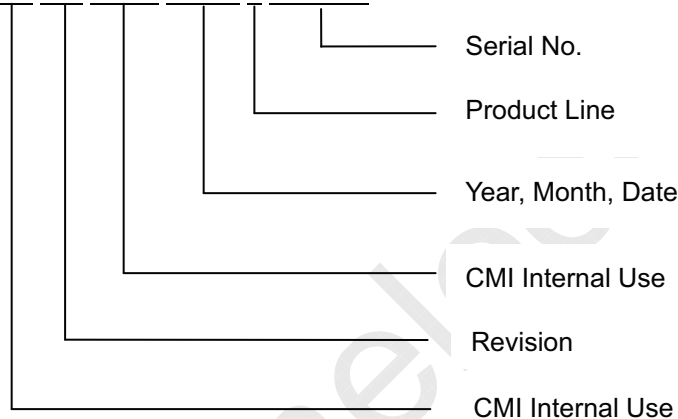 Serial No.
Product Line
Year, Month, Date
CMI Internal Use
Revision
CMI Internal Use